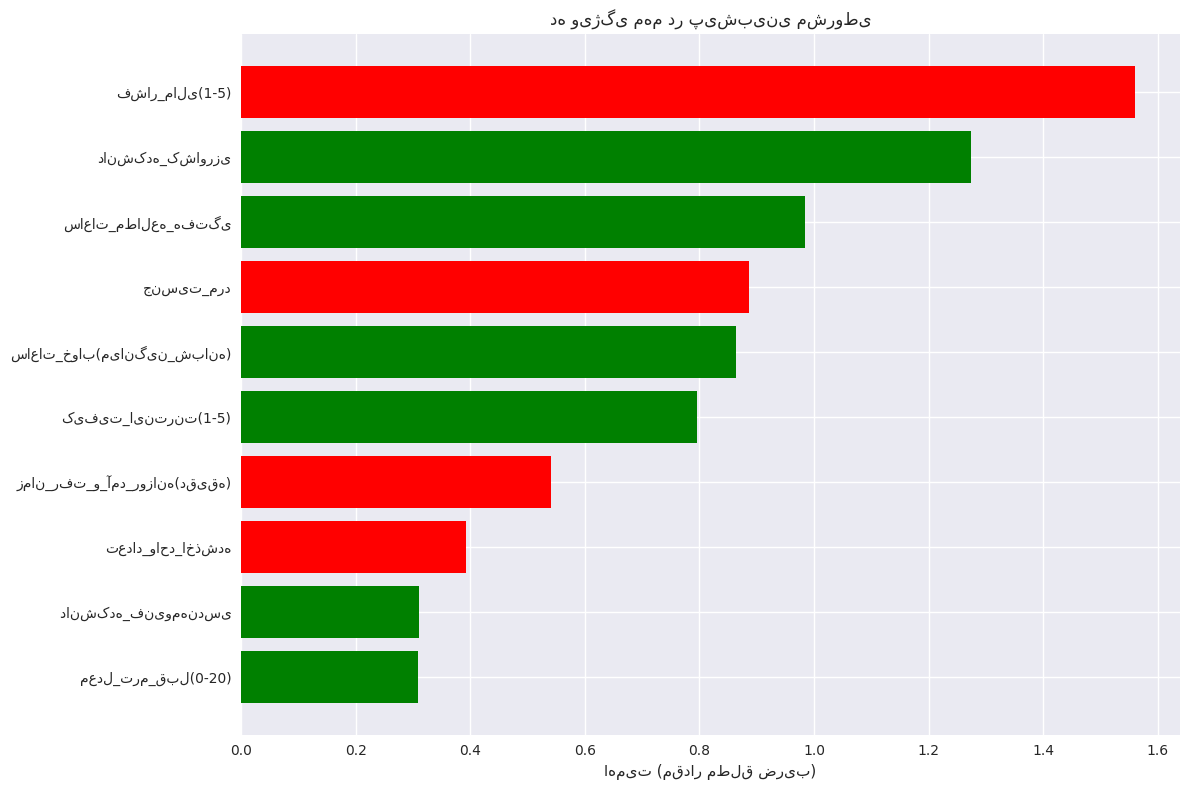 ده ویژگی مهم در پیش‌بینی مشروطی
فشار_مالی(1-5)
دانشکده_کشاورزی
ساعات_مطالعه_هفتگی
جنسیت_مرد
ساعات_خواب(میانگین_شبانه)
کیفیت_اینترنت(1-5)
زمان_رفت_و_آمد_روزانه(دقیقه)
تعداد_واحد_اخذشده
دانشکده_فنیومهندسی
معدل_ترم_قبل(0-20)
0.0 0.2 0.4 0.6 0.8 1.0 1.2 1.4 1.6
اهمیت (مقدار مطلق ضریب)